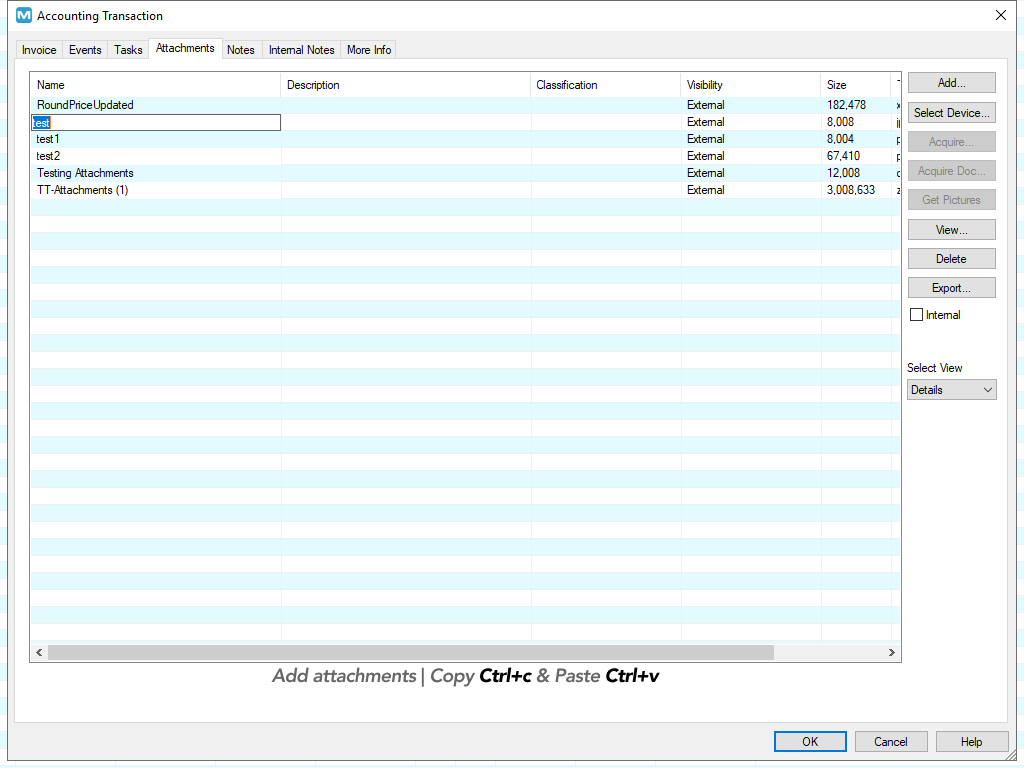 M Accounting Transaction
Invoice Events Tasks Attachments Notes Internal Notes More Info
Name Description Classification Visibility Size
RoundPriceUpdated External 182,478
test External 8,008
test1 External 8,004
test2 External 67,410
Testing Attachments External 12,008
TT-Attachments (1) External 3,008,633
Add...
Select Device...
Acquire...
Acquire Doc...
Get Pictures
View...
Delete
Export...
Internal
Select View
Details
Add attachments | Copy Ctrl+c & Paste Ctrl+v
OK Cancel Help